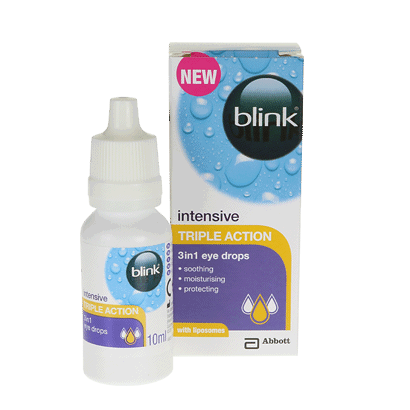 NEW
blink
intensive
TRIPLE ACTION
3in1 eye drops
• soothing
• moisturising
• protecting
with liposomes
Abbott
blink
intensive
TRIPLE ACTION
3in1
eye drops
10ml